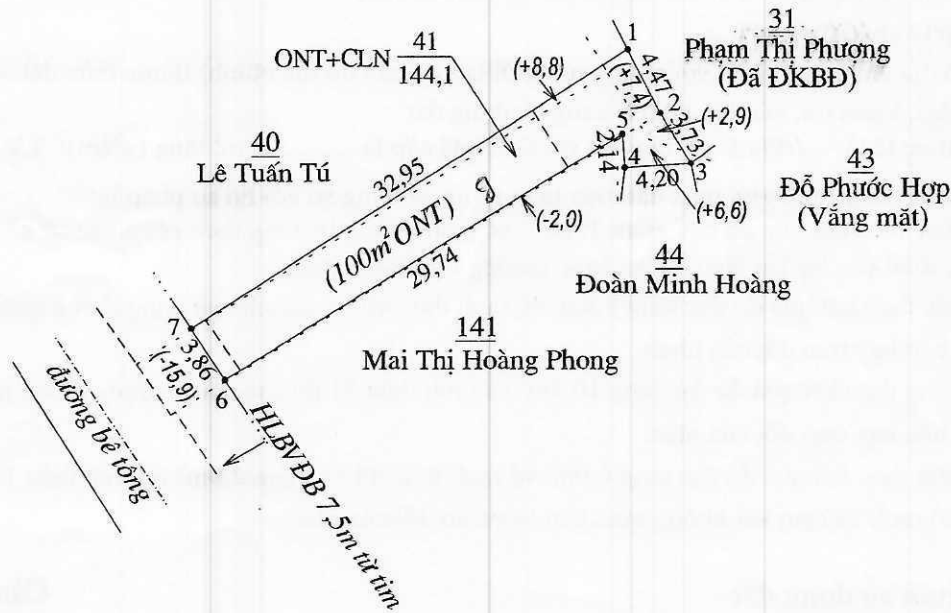 31
Phạm Thị Phượng
(Đã ĐKBĐ)
1
41
ONT+CLN
144,1
(+8,8)
4,47
(+7,4)
2
(+2,9)
3,73
5
3
40
Lê Tuấn Tú
32,95
2,14
4
4,20
(+6,6)
43
Đỗ Phước Hợp
(Vắng mặt)
(-2,0)
(100m² ONT)
29,74
44
Đoàn Minh Hoàng
141
Mai Thị Hoàng Phong
7
3,86
(-15,9)
6
đường bê tông
HLBVĐB 7,5m từ tim